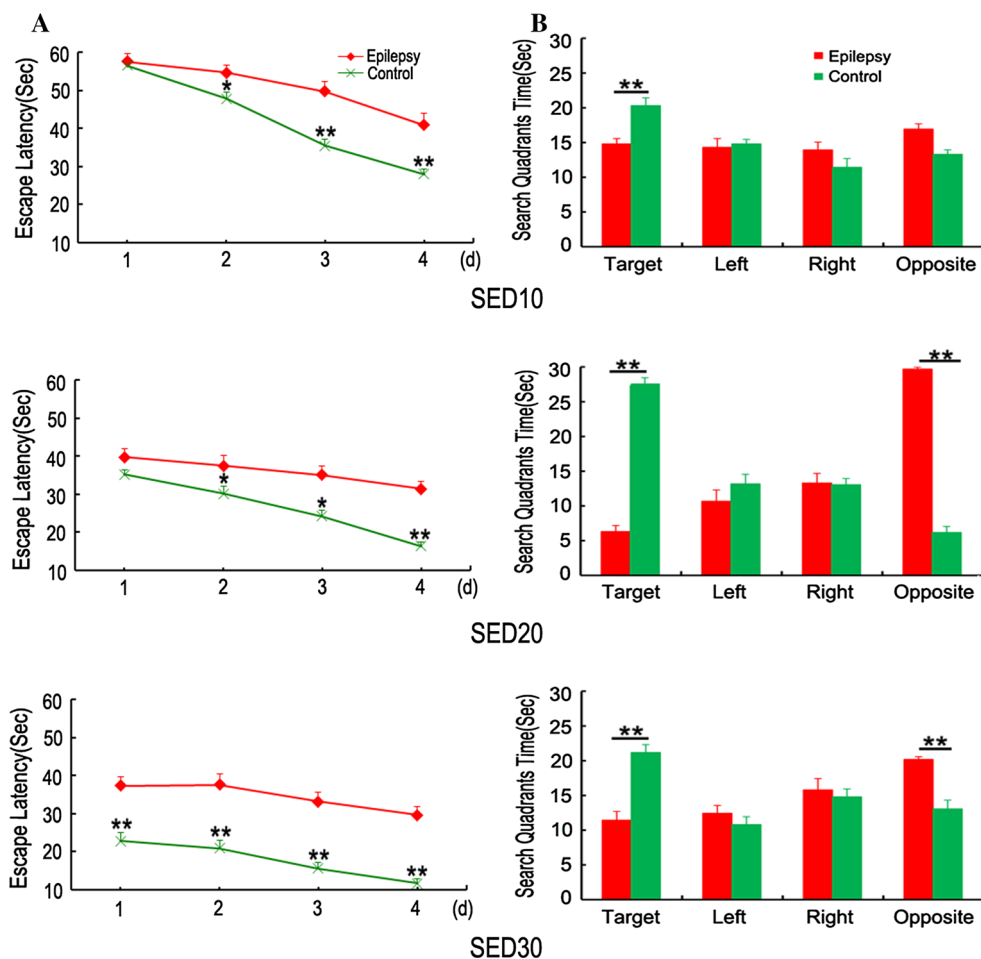 A
Escape Latency(Sec)
60
50
40
30
20
10
Epilepsy
Control
*
**
**
1 2 3 4 (d)
B
Search Quadrants Time(Sec)
30
25
20
15
10
5
0
Epilepsy
Control
**
Target Left Right Opposite
SED10
Escape Latency(Sec)
60
50
40
30
20
10
*
*
**
1 2 3 4 (d)
Search Quadrants Time(Sec)
30
25
20
15
10
5
0
**
**
Target Left Right Opposite
SED20
Escape Latency(Sec)
60
50
40
30
20
10
**
**
**
**
1 2 3 4 (d)
Search Quadrants Time(Sec)
30
25
20
15
10
5
0
**
**
Target Left Right Opposite
SED30